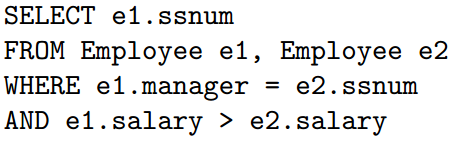 SELECT e1.ssnum
FROM Employee e1, Employee e2
WHERE e1.manager = e2.ssnum
AND e1.salary > e2.salary